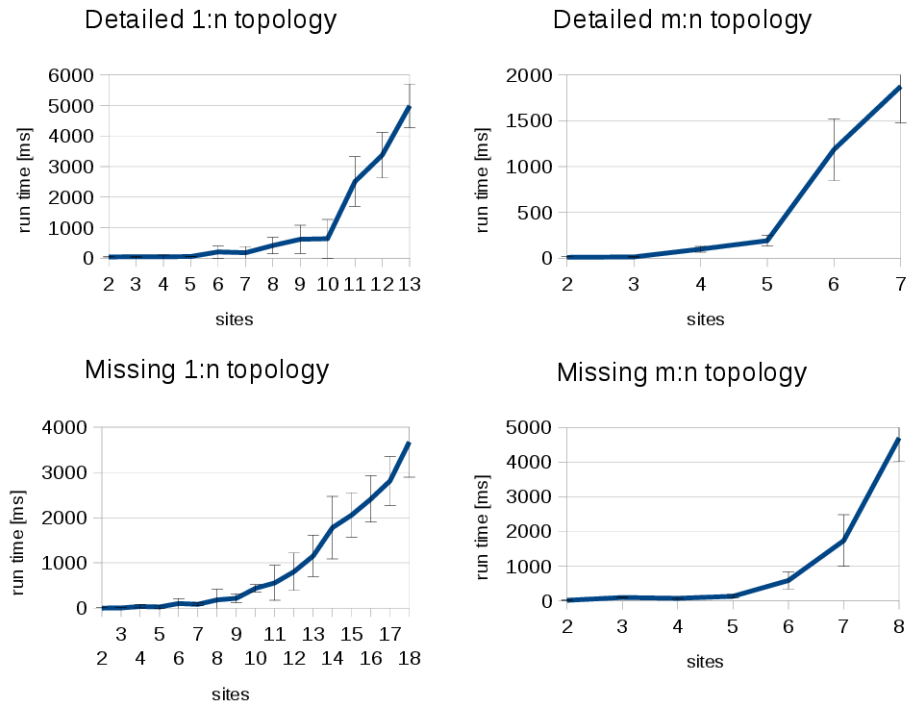 Detailed 1:n topology
6000
5000
4000
3000
2000
1000
0
run time [ms]
2 3 4 5 6 7 8 9 10 11 12 13
sites
Detailed m:n topology
2000
1500
1000
500
0
run time [ms]
2 3 4 5 6 7
sites
Missing 1:n topology
4000
3000
2000
1000
0
run time [ms]
3 5 7 9 11 13 15 17
2 4 6 8 10 12 14 16 18
sites
Missing m:n topology
5000
4000
3000
2000
1000
0
run time [ms]
2 3 4 5 6 7 8
sites